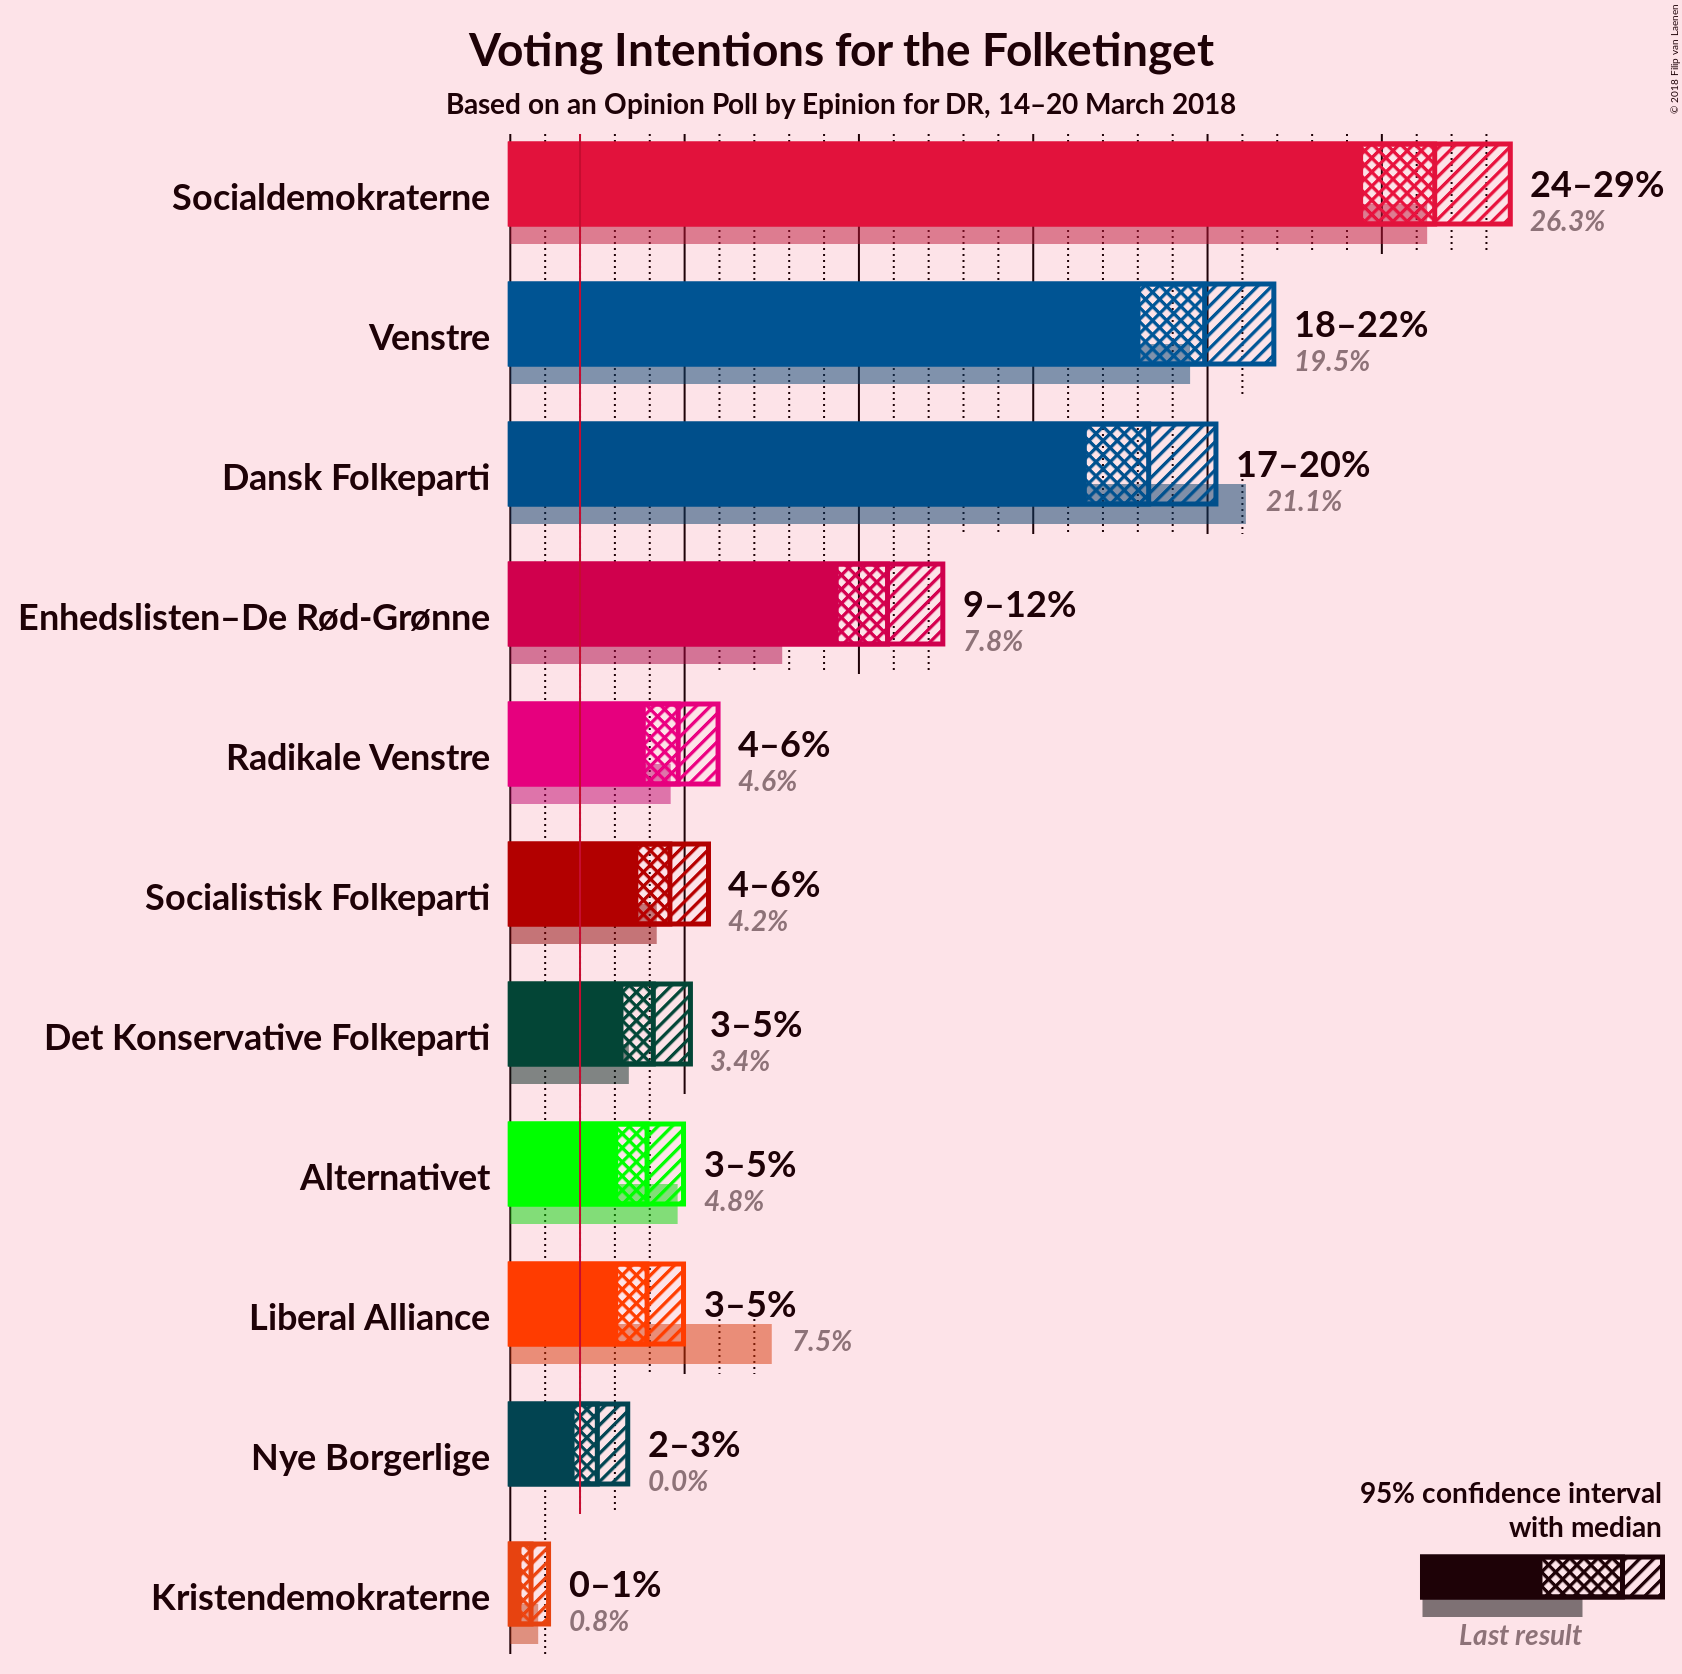 Voting Intentions for the Folketinget
Based on an Opinion Poll by Epinion for DR, 14–20 March 2018
© 2018 Filip van Laenen
Socialdemokraterne
24–29%
26.3%
Venstre
18–22%
19.5%
Dansk Folkeparti
17–20%
21.1%
Enhedslisten–De Rød-Grønne
9–12%
7.8%
Radikale Venstre
4–6%
4.6%
Socialistisk Folkeparti
4–6%
4.2%
Det Konservative Folkeparti
3–5%
3.4%
Alternativet
3–5%
4.8%
Liberal Alliance
3–5%
7.5%
Nye Borgerlige
2–3%
0.0%
Kristendemokraterne
0–1%
0.8%
95% confidence interval
with median
Last result